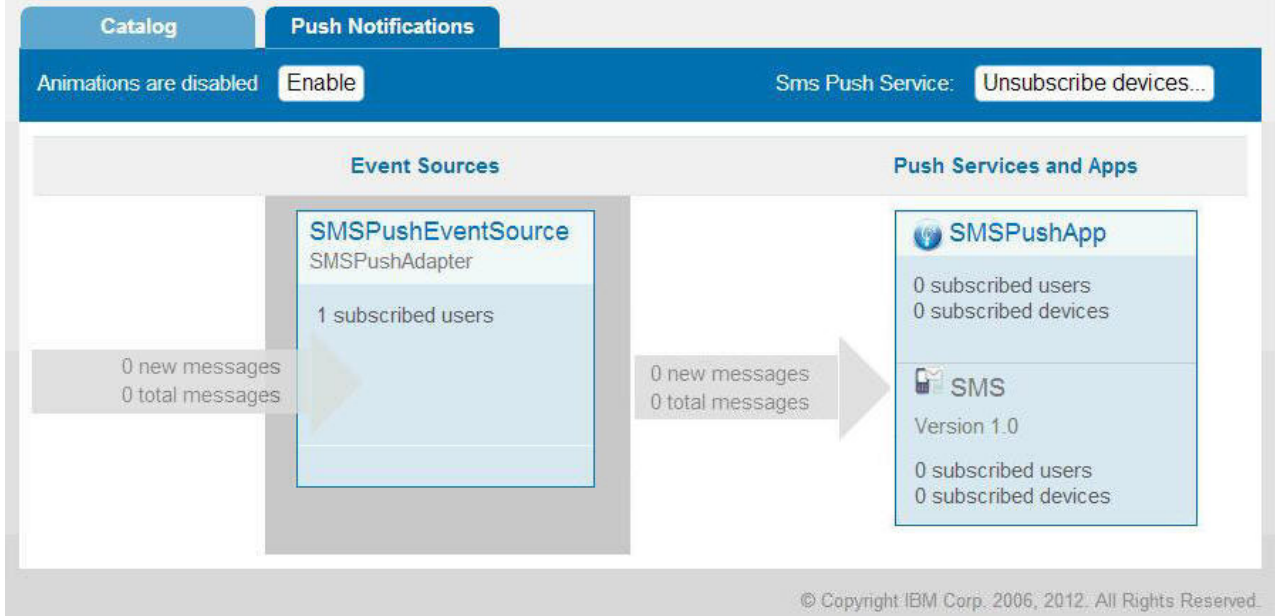 Catalog
Push Notifications
Animations are disabled Enable
Sms Push Service: Unsubscribe devices...
Event Sources
Push Services and Apps
SMSPushEventSource
SMSPushAdapter
1 subscribed users
0 new messages
0 total messages
0 new messages
0 total messages
SMSPushApp
0 subscribed users
0 subscribed devices
SMS
Version 1.0
0 subscribed users
0 subscribed devices
© Copyright IBM Corp. 2006, 2012. All Rights Reserved.